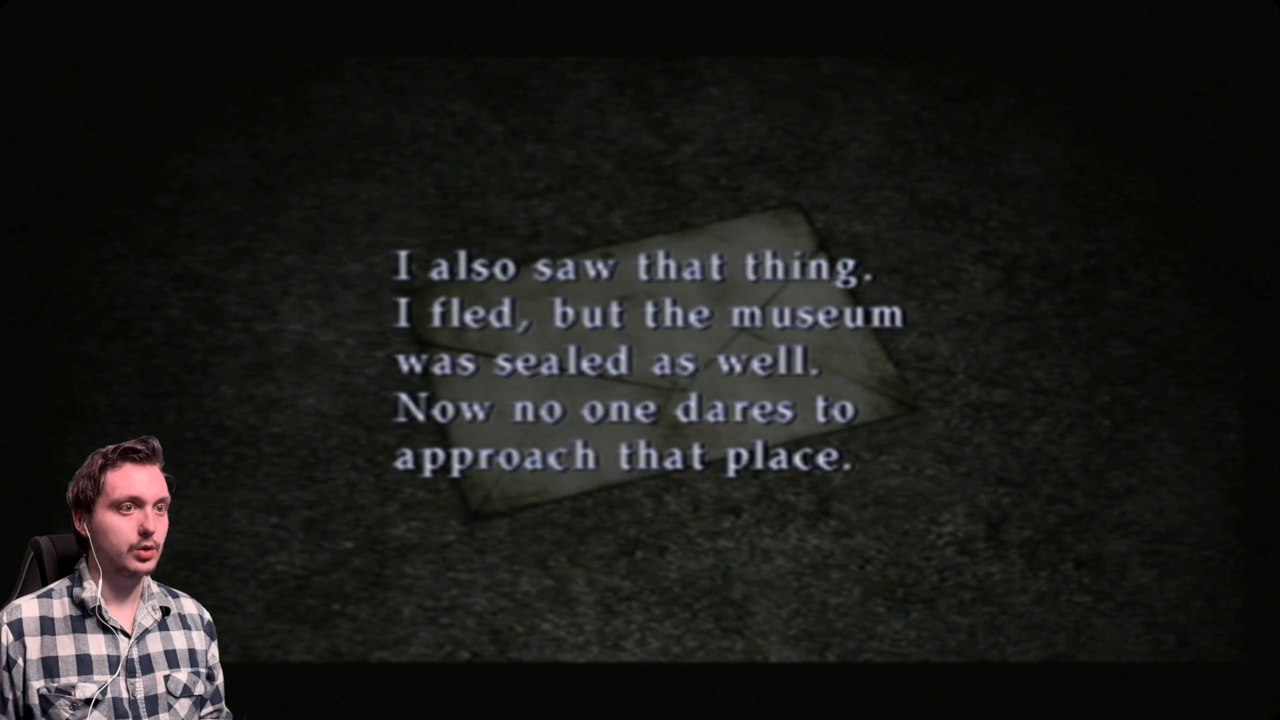 I also saw that thing.
I fled, but the museum
was sealed as well.
Now no one dares to
approach that place.